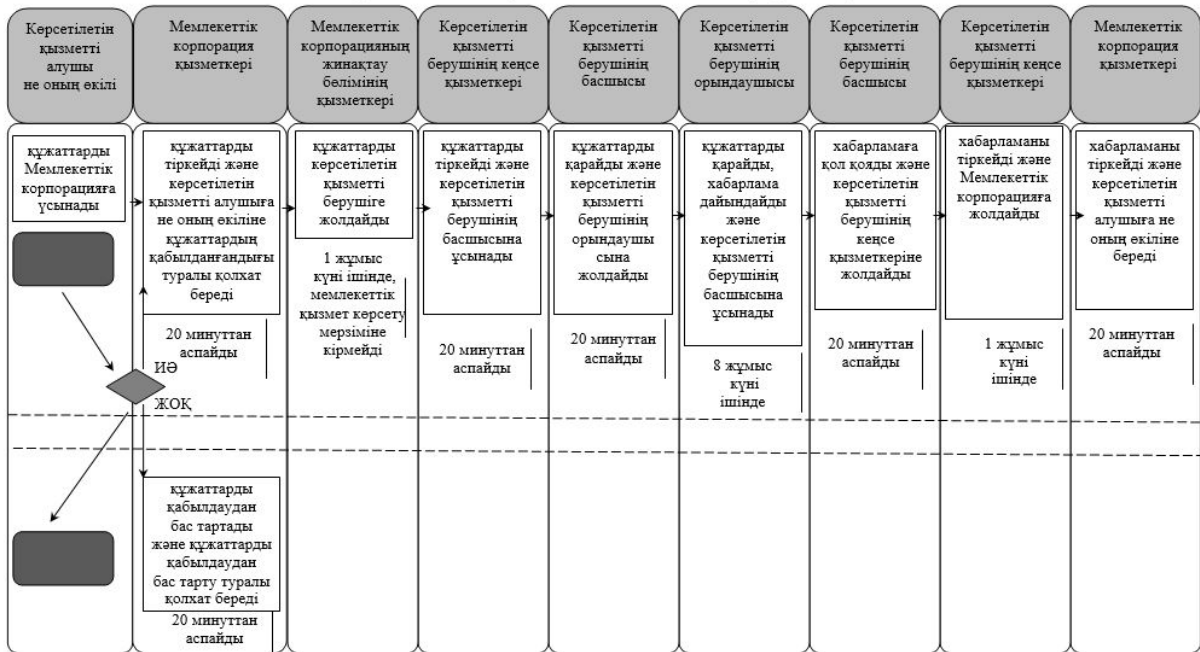 Көрсетілетін
қызметті
алушы
не оның өкілі
Мемлекеттік
корпорация
қызметкері
Мемлекеттік
корпорацияның
жинақтау
бөлімінің
қызметкері
Көрсетілетін
қызметті
берушінің кеңсе
қызметкері
Көрсетілетін
қызметті
берушінің
басшысы
Көрсетілетін
қызметті
берушінің
орындаушысы
Көрсетілетін
қызметті
берушінің
басшысы
Көрсетілетін
қызметті
берушінің кеңсе
қызметкері
Мемлекеттік
корпорация
қызметкері
құжаттарды
Мемлекеттік
корпорацияға
ұсынады
құжаттарды
тіркейді және
көрсетілетін
қызметті алушыға
не оның өкіліне
құжаттардың
қабылданғандығы
туралы қолхат
береді
20 минуттан
аспайды
құжаттарды
көрсетілетін
қызметті
берушіге
жолдайды
1 жұмыс
күні ішінде,
мемлекеттік
қызмет көрсету
мерзіміне
кірмейді
құжаттарды
тіркейді және
көрсетілетін
қызметті
берушінің
басшысына
ұсынады
20 минуттан
аспайды
құжаттарды
қарайды және
көрсетілетін
қызметті
берушінің
орындаушы
сына
жолдайды
20 минуттан
аспайды
құжаттарды
қарайды,
хабарлама
дайындайды
және
көрсетілетін
қызметті
берушінің
басшысына
ұсынады
8 жұмыс
күні
ішінде
хабарламаға
қол қояды және
көрсетілетін
қызметті
берушінің
кеңсе
қызметкеріне
жолдайды
20 минуттан
аспайды
хабарламаны
тіркейді және
Мемлекеттік
корпорацияға
жолдайды
1 жұмыс
күні
ішінде
хабарламаны
тіркейді және
көрсетілетін
қызметті
алушыға не
оның өкіліне
береді
20 минуттан
аспайды
ИӘ
ЖОҚ
құжаттарды
қабылдаудан
бас тартады
және құжаттарды
қабылдаудан
бас тарту туралы
қолхат береді
20 минуттан
аспайды